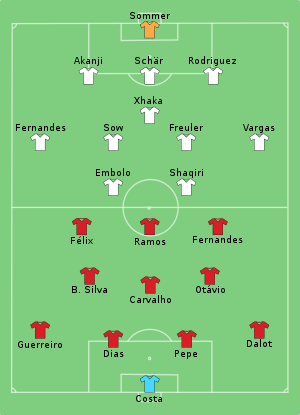 Sommer
Akanji Schär Rodriguez
Xhaka
Fernandes Sow Freuler Vargas
Embolo Shaqiri
Félix Ramos Fernandes
B. Silva Carvalho Otávio
Guerreiro Dias Pepe Dalot
Costa